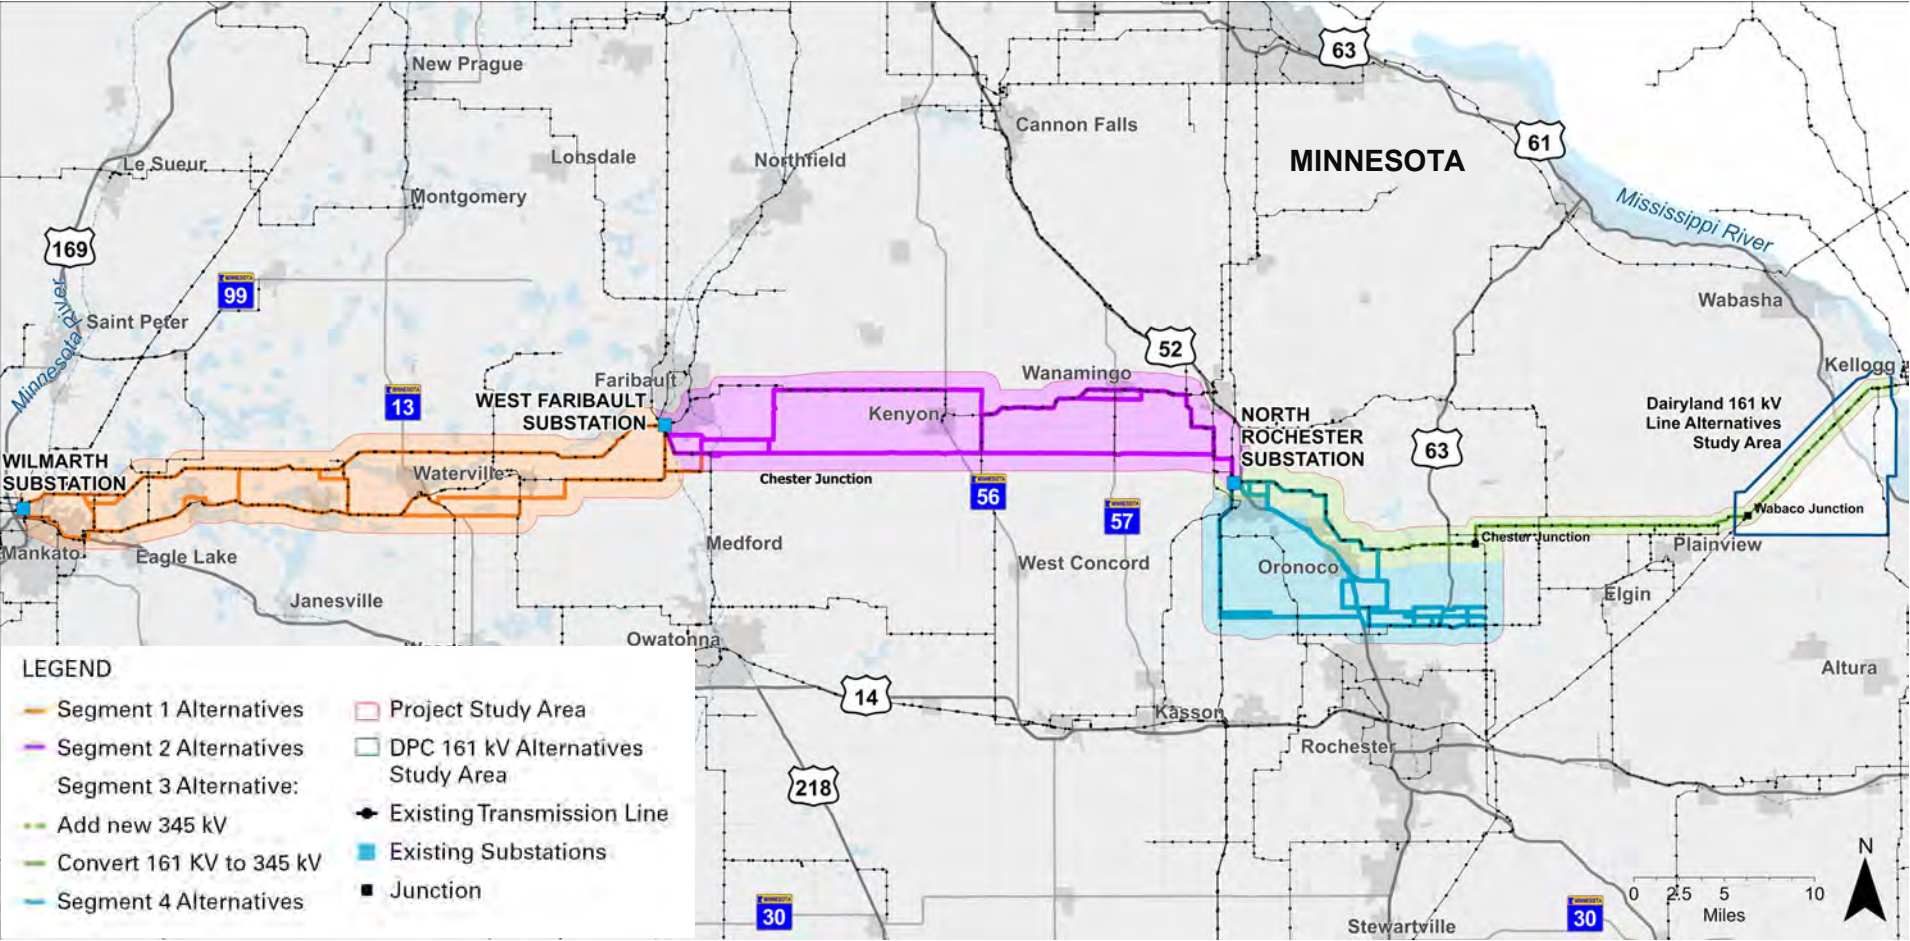 New Prague
63
Cannon Falls
MINNESOTA
61
Le Sueur
Lonsdale
Northfield
Montgomery
Mississippi River
169
MINNESOTA
99
Minnesota River
Saint Peter
Wabasha
52
Kellogg
Faribault
Wanamingo
MINNESOTA
13
WEST FARIBAULT
SUBSTATION
Kenyon
NORTH
ROCHESTER
SUBSTATION
Dairyland 161 kV
Line Alternatives
Study Area
63
WILMARTH
SUBSTATION
Waterville
Chester Junction
MINNESOTA
56
MINNESOTA
57
Wabaco Junction
Mankato
Eagle Lake
Medford
West Concord
Oronoco
Chester Junction
Plainview
Janesville
Elgin
Owatonna
Altura
14
Kasson
Rochester
218
LEGEND
Segment 1 Alternatives
Segment 2 Alternatives
Segment 3 Alternative:
Add new 345 kV
Convert 161 KV to 345 kV
Segment 4 Alternatives
Project Study Area
DPC 161 kV Alternatives
Study Area
Existing Transmission Line
Existing Substations
Junction
MINNESOTA
30
Stewartville
MINNESOTA
30
N
0 2.5 5 10
Miles